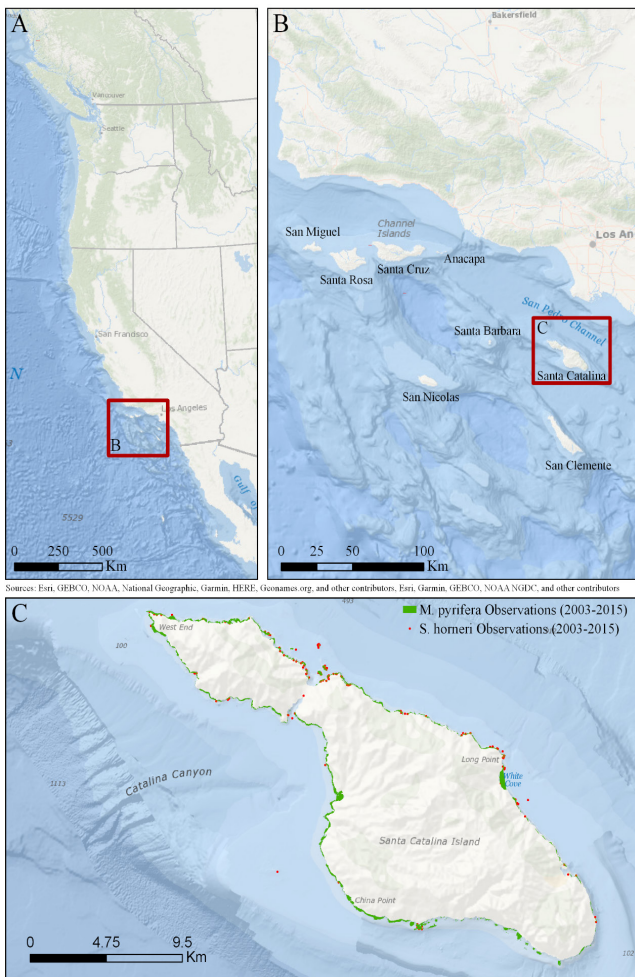 A
Vancouver
Seattle
San Francisco
N
Los Angeles
B
Gulf
5529
0 250 500
Km
B
Bakersfield
Channel
Islands
San Miguel
Los An
Anacapa
Santa Cruz
Santa Rosa
San Pedro Channel
Santa Barbara
C
Santa Catalina
San Nicolas
San Clemente
0 25 50 100
Km
Sources: Esri, GEBCO, NOAA, National Geographic, Garmin, HERE, Geonames.org, and other contributors, Esri, Garmin, GEBCO, NOAA NGDC, and other contributors
C
493
M. pyrifera Observations (2003-2015)
S. horneri Observations (2003-2015)
West End
100
Long Point
White
Cove
Catalina Canyon
1113
Santa Catalina Island
China Point
0 4.75 9.5
Km
102